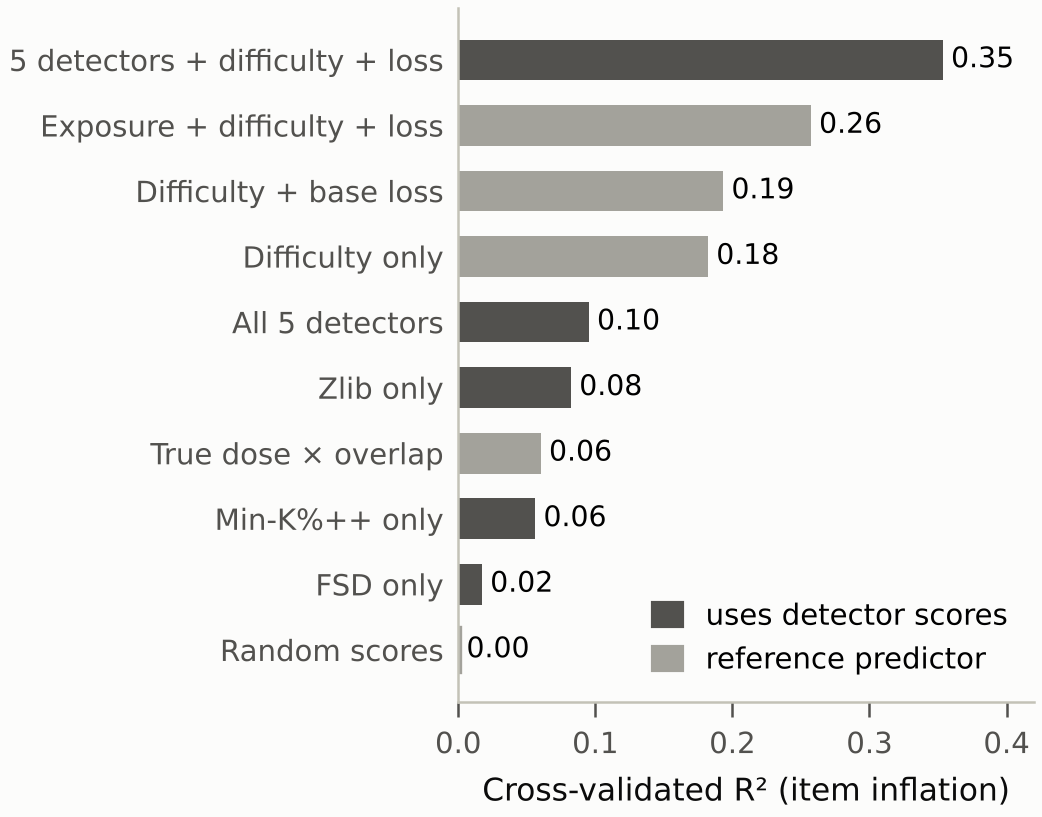 5 detectors + difficulty + loss 0.35
Exposure + difficulty + loss 0.26
Difficulty + base loss 0.19
Difficulty only 0.18
All 5 detectors 0.10
Zlib only 0.08
True dose × overlap 0.06
Min-K%++ only 0.06
FSD only 0.02
Random scores 0.00
uses detector scores
reference predictor
0.0 0.1 0.2 0.3 0.4
Cross-validated R² (item inflation)